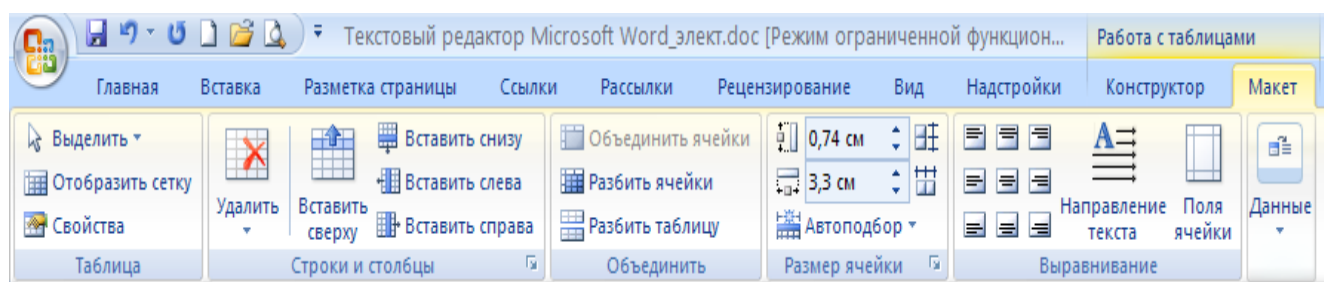 Текстовый редактор Microsoft Word_элект.doc [Режим ограниченной функцион... Работа с таблицами
Главная Вставка Разметка страницы Ссылки Рассылки Рецензирование Вид Надстройки Конструктор Макет
Выделить
Отобразить сетку
Свойства
Таблица
Удалить
Вставить сверху
Вставить снизу
Вставить слева
Вставить справа
Строки и столбцы
Объединить ячейки
Разбить ячейки
Разбить таблицу
Объединить
0,74 см
3,3 см
Автоподбор
Размер ячейки
Направление текста
Поля ячейки
Выравнивание
Данные